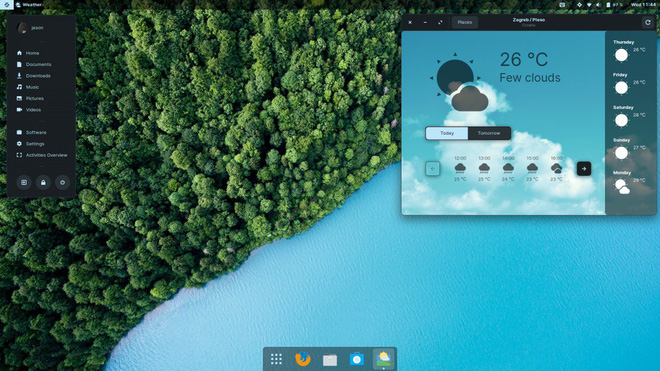 Weather
97 %
Wed 11:44
jason
Home
Documents
Downloads
Music
Pictures
Videos
Software
Settings
Activities Overview
Places
Zagreb / Pleso
26 °C
Few clouds
Today
Tomorrow
12:00
13:00
14:00
15:00
16:00
25 °C
25 °C
24 °C
23 °C
23 °C
Thursday
26 °C
Friday
28 °C
Saturday
28 °C
Sunday
27 °C
Monday
29 °C